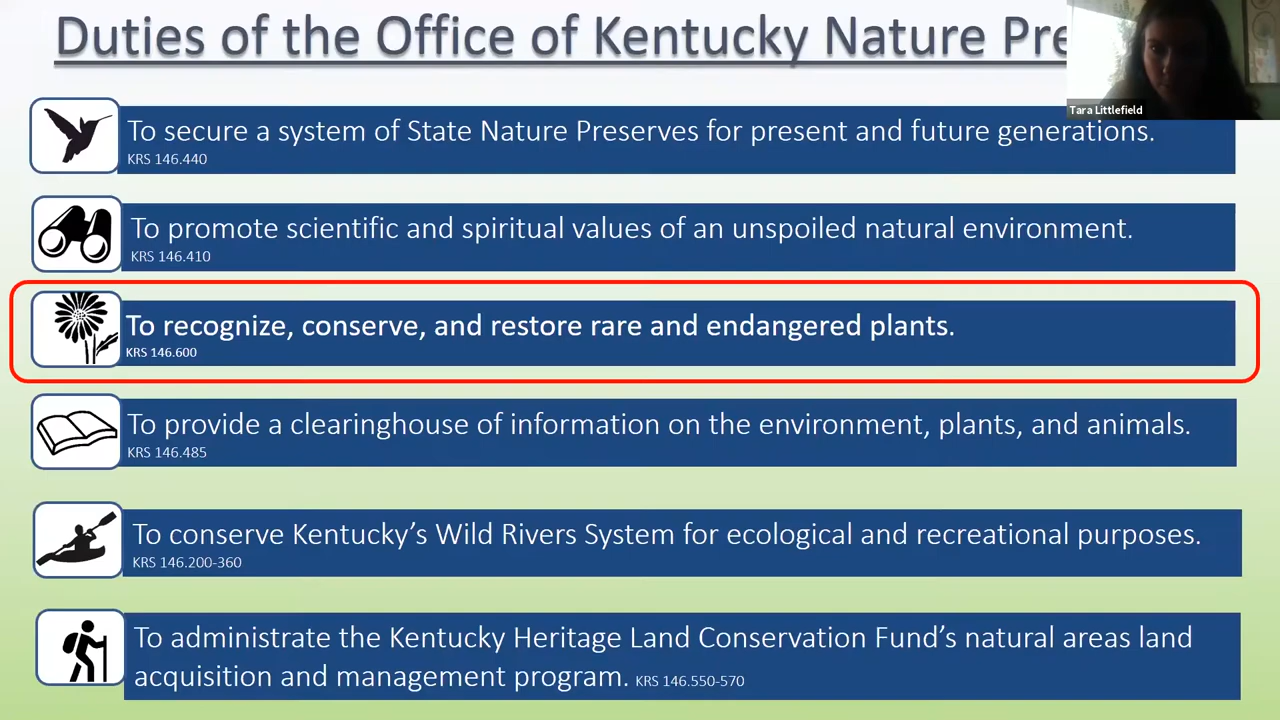 Duties of the Office of Kentucky Nature Pre
Tara Littlefield
To secure a system of State Nature Preserves for present and future generations.
KRS 146.440
To promote scientific and spiritual values of an unspoiled natural environment.
KRS 146.410
To recognize, conserve, and restore rare and endangered plants.
KRS 146.600
To provide a clearinghouse of information on the environment, plants, and animals.
KRS 146.485
To conserve Kentucky’s Wild Rivers System for ecological and recreational purposes.
KRS 146.200-360
To administrate the Kentucky Heritage Land Conservation Fund’s natural areas land
acquisition and management program. KRS 146.550-570